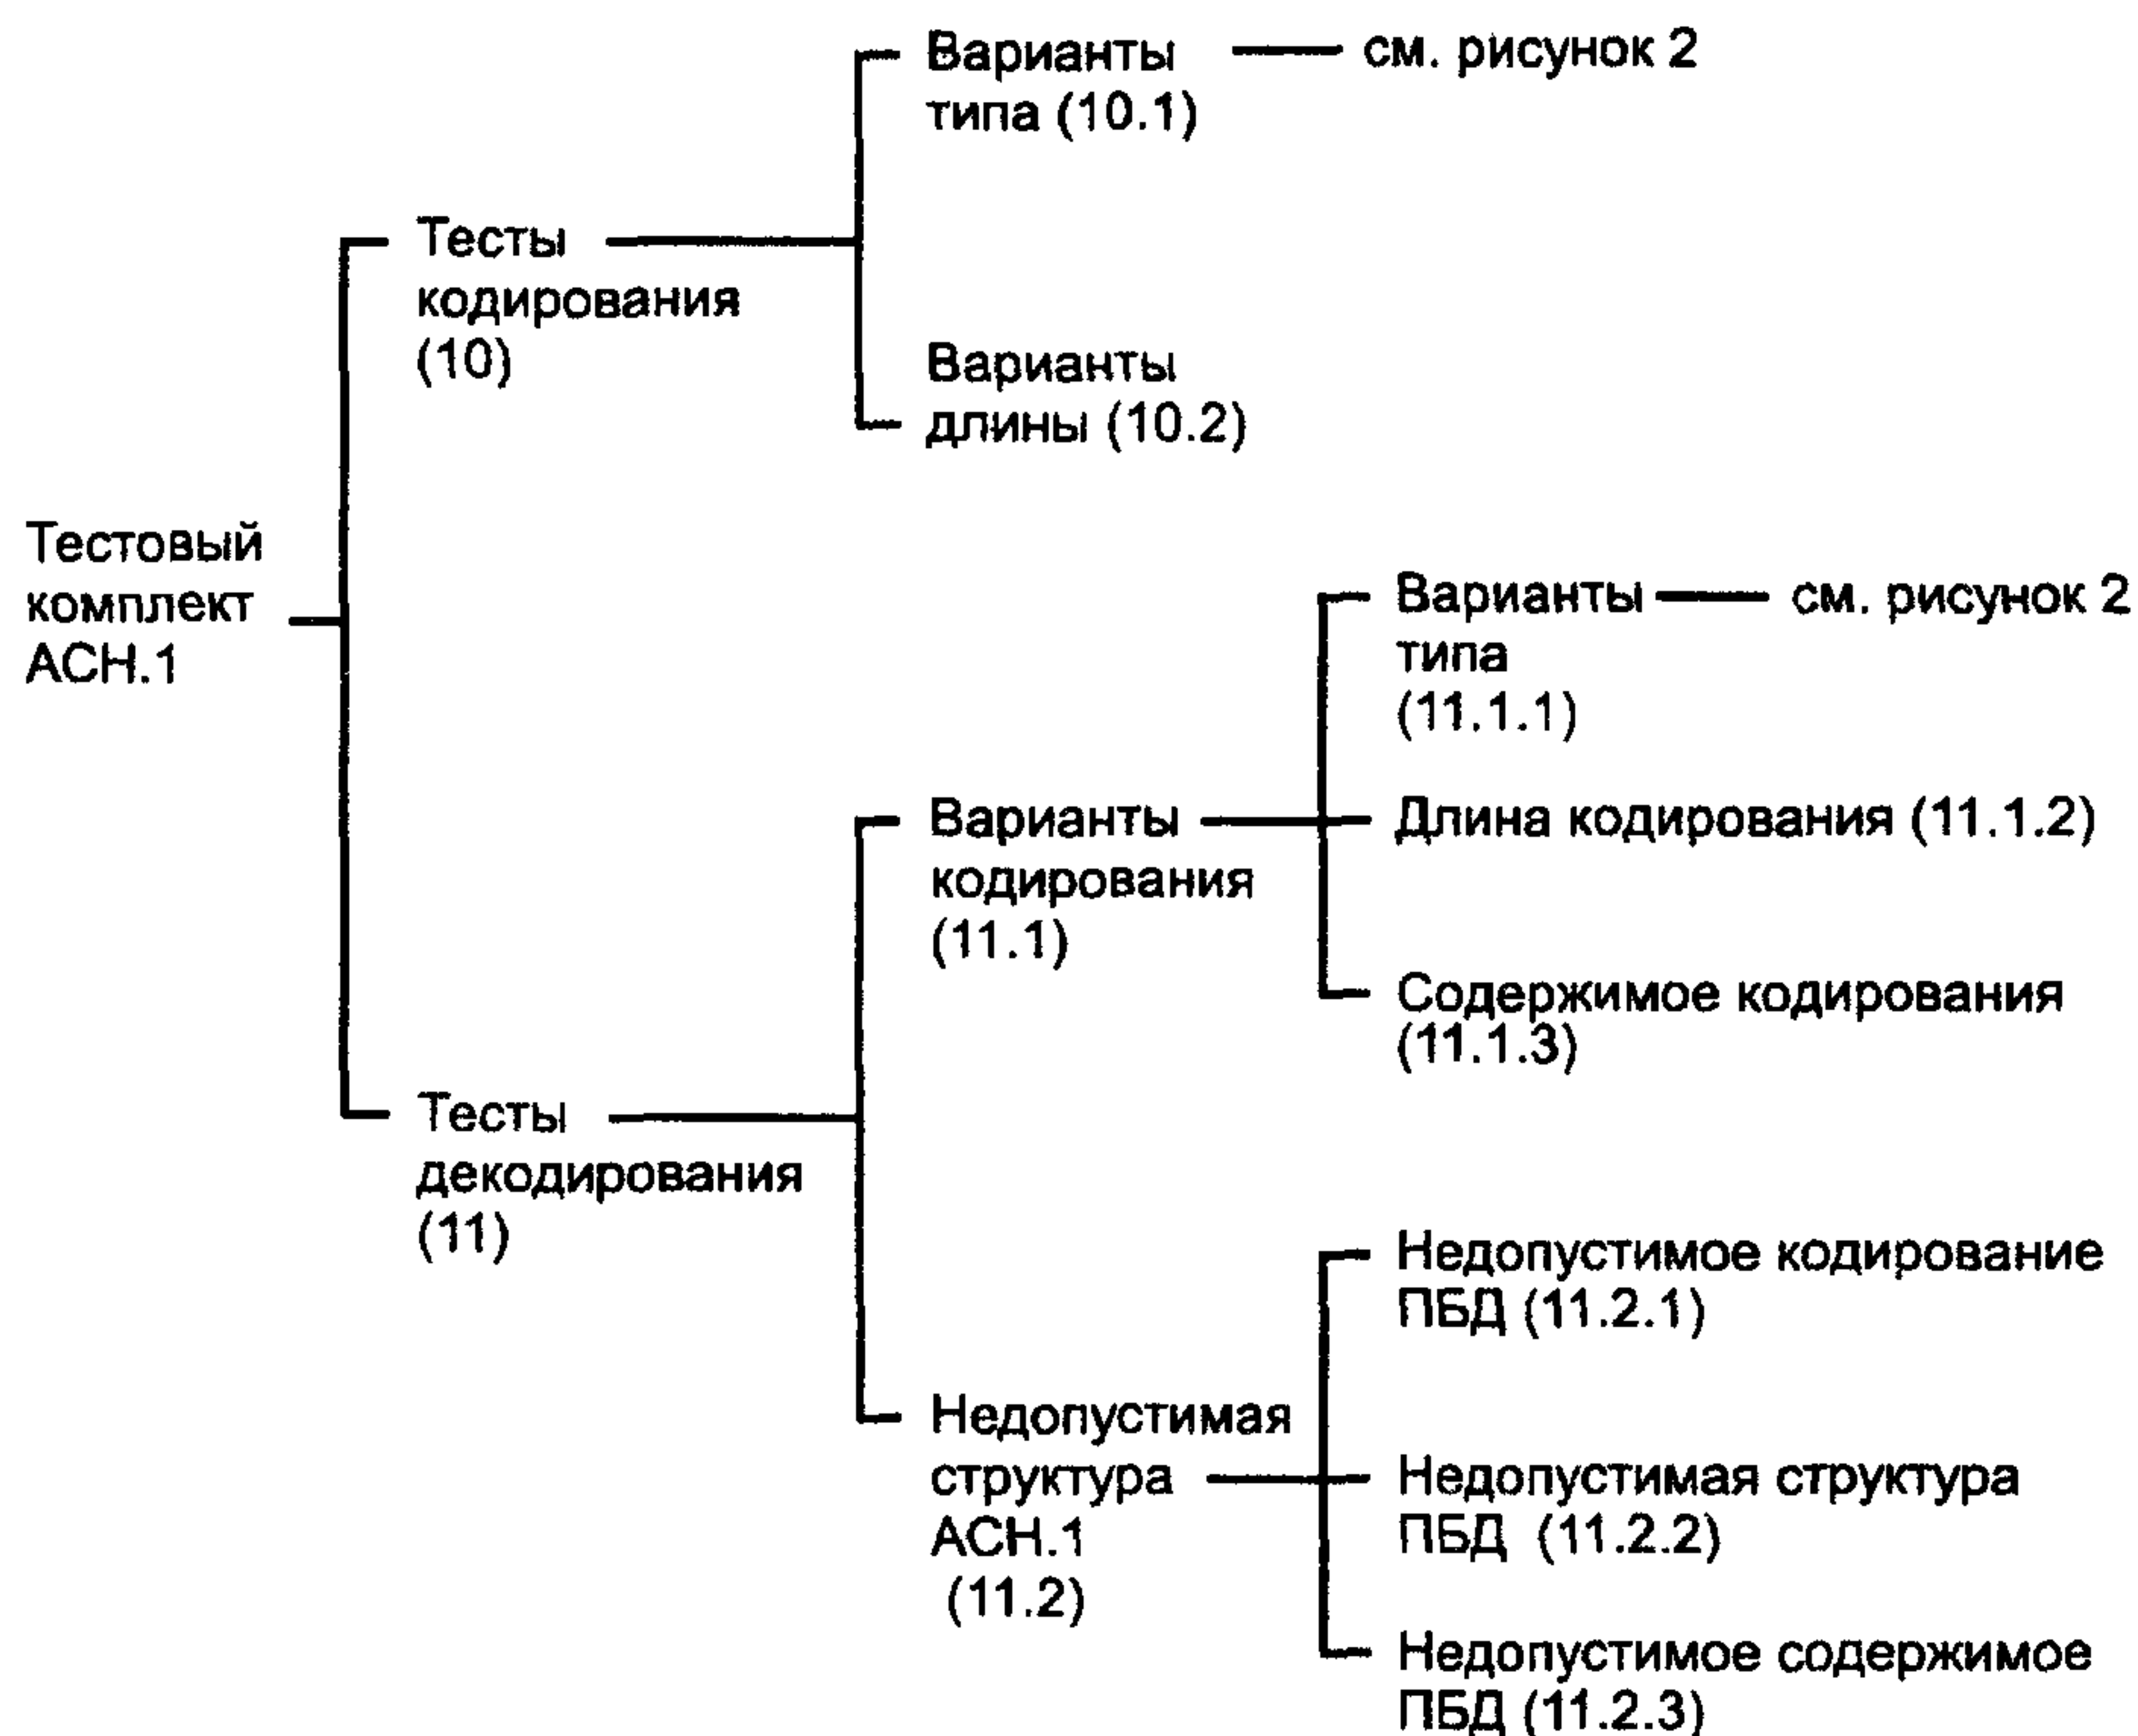 Варианты — см. рисунок 2
типа (10.1)
Тесты
кодирования
(10)
Варианты
длины (10.2)
Тестовый
комплект
АСН.1
Варианты — см. рисунок 2
типа
(11.1.1)
Варианты
кодирования
(11.1)
Длина кодирования (11.1.2)
Содержимое кодирования
(11.1.3)
Тесты
декодирования
(11)
Недопустимое кодирование
ПБД (11.2.1)
Недопустимая
структура
АСН.1
(11.2)
Недопустимая структура
ПБД (11.2.2)
Недопустимое содержимое
ПБД (11.2.3)